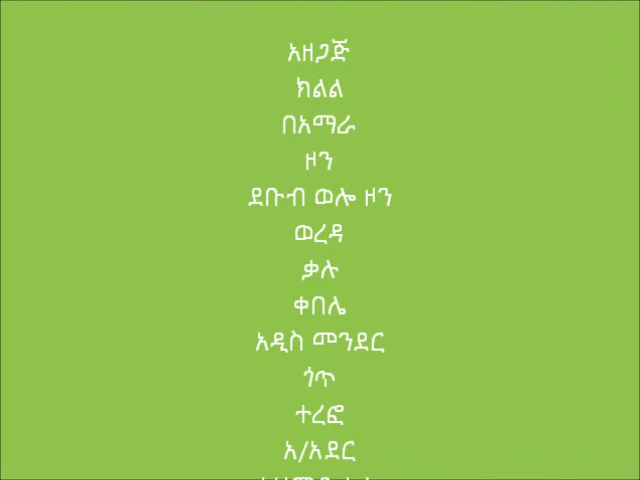 አዘጋጅ
ክልል
በአማራ
ዞን
ደቡብ ወሎ ዞን
ወረዳ
ቃሉ
ቀበሌ
አዲስ መንደር
ጎጥ
ተረፎ
አ/አደር